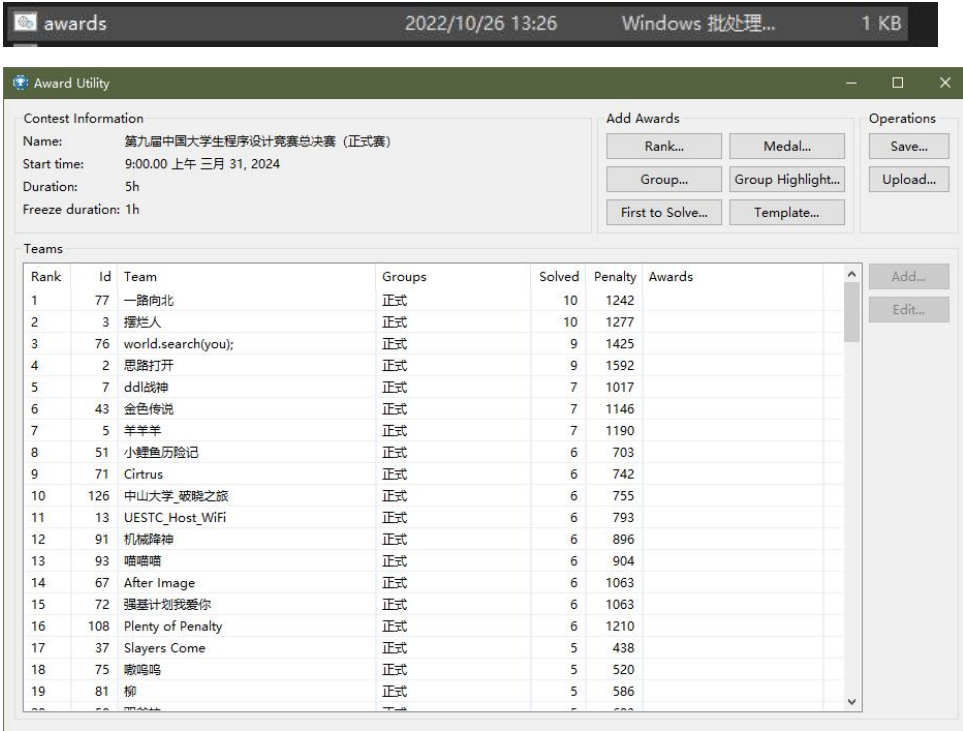 awards 2022/10/26 13:26 Windows 批处理... 1 KB
Award Utility
Contest Information
Name: 第九届中国大学生程序设计竞赛总决赛（正式赛）
Start time: 9:00.00 上午 三月 31, 2024
Duration: 5h
Freeze duration: 1h
Add Awards
Rank... Medal...
Group... Group Highlight...
First to Solve... Template...
Operations
Save...
Upload...
Teams
Rank Id Team Groups Solved Penalty Awards
1 77 一路向北 正式 10 1242
2 3 摆烂人 正式 10 1277
3 76 world.search(you); 正式 9 1425
4 2 思路打开 正式 9 1592
5 7 ddl战神 正式 7 1017
6 43 金色传说 正式 7 1146
7 5 羊羊羊 正式 7 1190
8 51 小鲤鱼历险记 正式 6 703
9 71 Cirtrus 正式 6 742
10 126 中山大学_破晓之旅 正式 6 755
11 13 UESTC_Host_WiFi 正式 6 793
12 91 机械降神 正式 6 896
13 93 喵喵喵 正式 6 904
14 67 After Image 正式 6 1063
15 72 强基计划我爱你 正式 6 1063
16 108 Plenty of Penalty 正式 6 1210
17 37 Slayers Come 正式 5 438
18 75 嗷呜呜 正式 5 520
19 81 柳 正式 5 586
Add...
Edit...